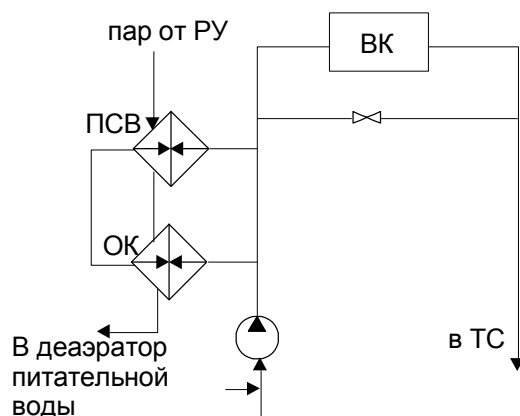 пар от РУ
ВК
ПСВ
ОК
В деаэратор
питательной
воды
в ТС